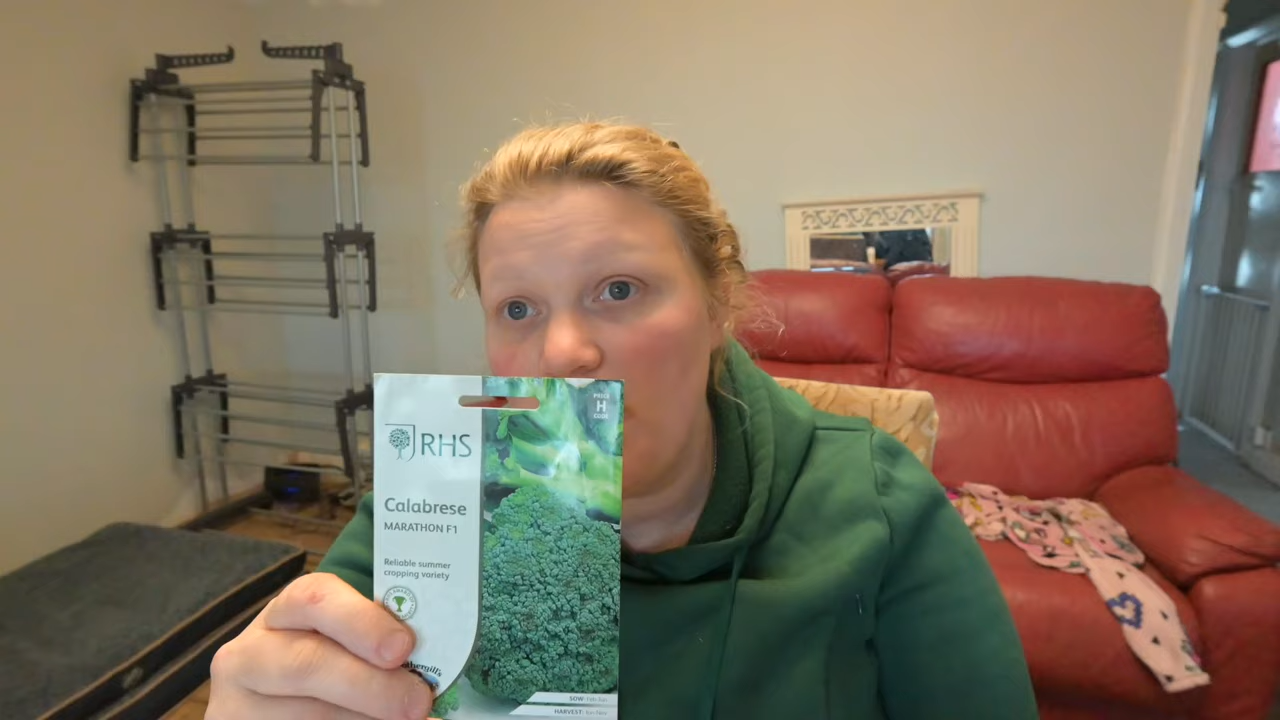 PRICE
H
CODE
RHS
Calabrese
MARATHON F1
Reliable summer
cropping variety
SOW:
HARVEST: